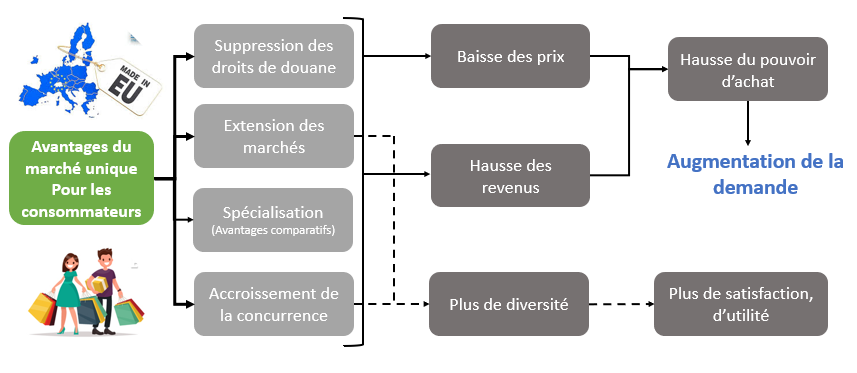 MADE IN
EU
Avantages du
marché unique
Pour les
consommateurs
Suppression des
droits de douane
Extension des
marchés
Spécialisation
(Avantages comparatifs)
Accroissement de
la concurrence
Baisse des prix
Hausse des
revenus
Plus de diversité
Hausse du pouvoir
d’achat
Augmentation de la
demande
Plus de satisfaction,
d’utilité